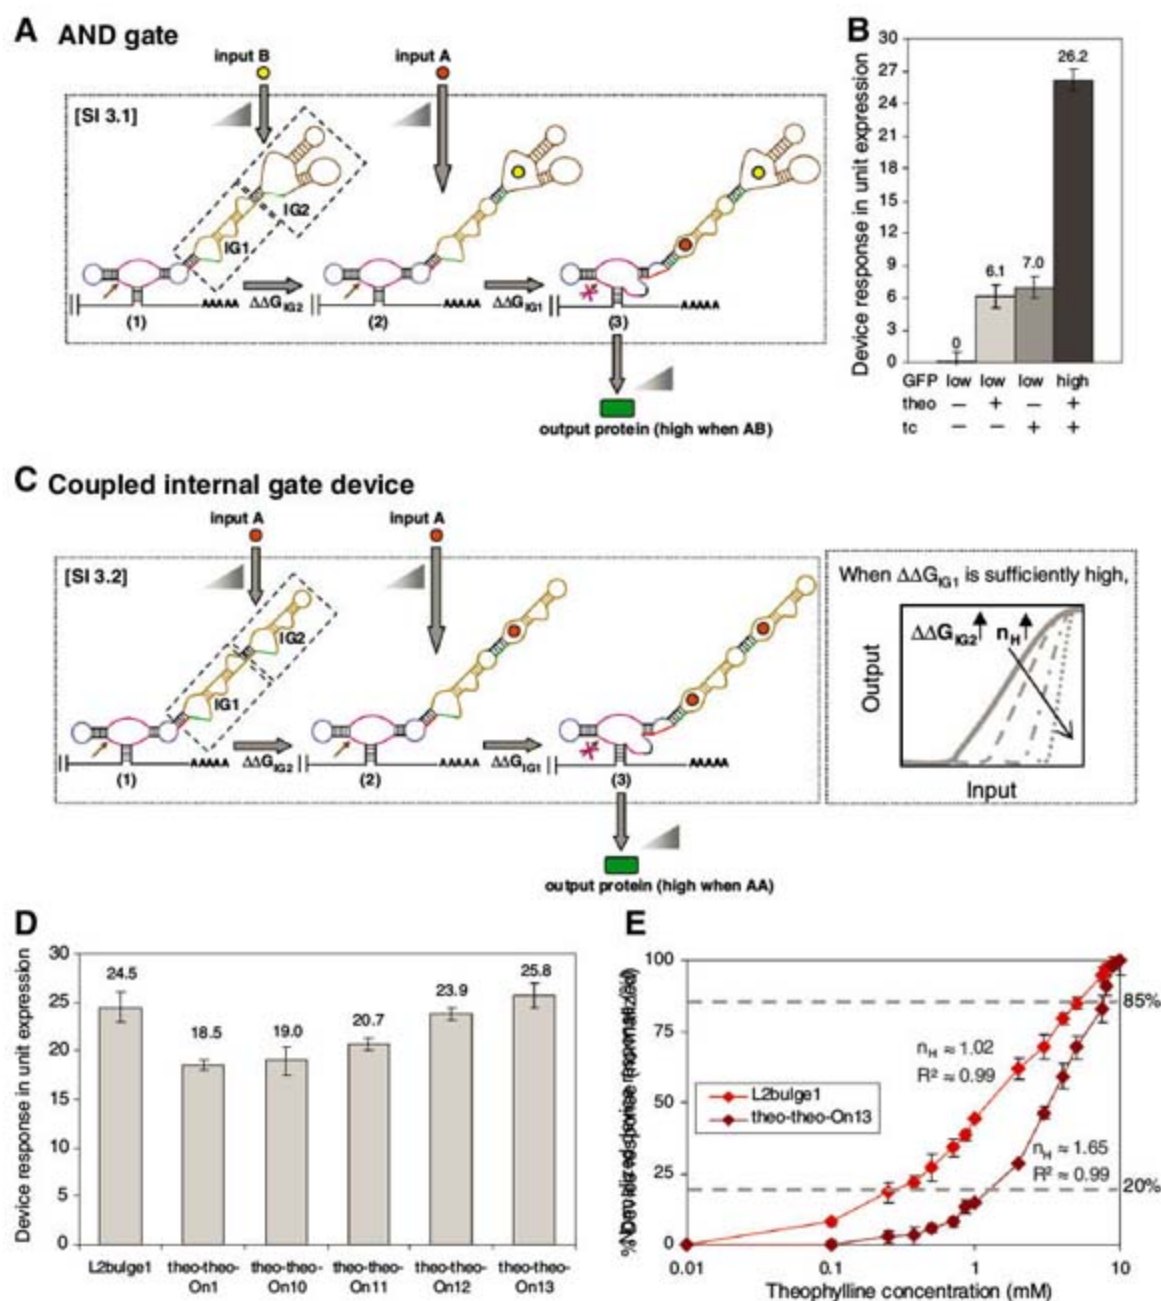 A AND gate
input B
input A
[SI 3.1]
IG2
IG1
ΔΔG_IG2
ΔΔG_IG1
AAAAA
AAAAA
AAAAA
(1)
(2)
(3)
output protein (high when AB)
B
Device response in unit expression
30
27
24
21
18
15
12
9
6
3
0
0
6.1
7.0
26.2
GFP low low low high
theo – + – +
tc – – + +
C Coupled internal gate device
input A
input A
[SI 3.2]
IG2
IG1
ΔΔG_IG2
ΔΔG_IG1
AAAAA
AAAAA
AAAAA
(1)
(2)
(3)
output protein (high when AA)
When ΔΔG_IG1 is sufficiently high,
ΔΔG_IG2 n_H
Output
Input
D
Device response in unit expression
30
25
20
15
10
5
0
24.5
18.5
19.0
20.7
23.9
25.8
L2bulge1
theo-theo-
On1
theo-theo-
On10
theo-theo-
On11
theo-theo-
On12
theo-theo-
On13
E
100
75
50
25
0
85%
20%
n_H ≈ 1.02
R² ≈ 0.99
L2bulge1
theo-theo-On13
n_H ≈ 1.65
R² ≈ 0.99
0.01
0.1
1
10
Theophylline concentration (mM)